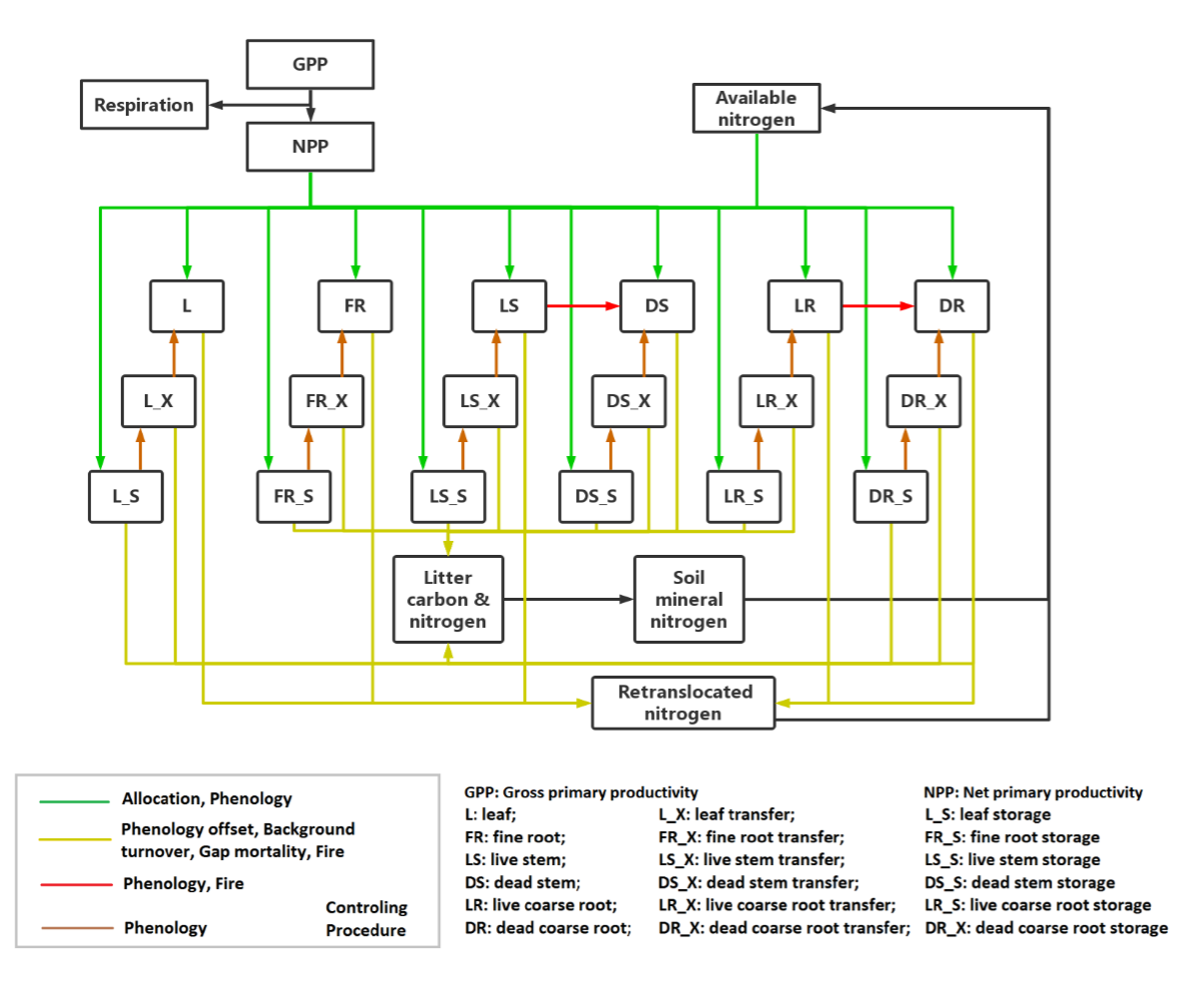 GPP
Respiration
Available
nitrogen
NPP
L
FR
LS
DS
LR
DR
L_X
FR_X
LS_X
DS_X
LR_X
DR_X
L_S
FR_S
LS_S
DS_S
LR_S
DR_S
Litter
carbon &
nitrogen
Soil
mineral
nitrogen
Retranslocated
nitrogen
Allocation, Phenology
Phenology offset, Background
turnover, Gap mortality, Fire
Phenology, Fire
Phenology
Controling
Procedure
GPP: Gross primary productivity NPP: Net primary productivity
L: leaf; L_X: leaf transfer; L_S: leaf storage
FR: fine root; FR_X: fine root transfer; FR_S: fine root storage
LS: live stem; LS_X: live stem transfer; LS_S: live stem storage
DS: dead stem; DS_X: dead stem transfer; DS_S: dead stem storage
LR: live coarse root; LR_X: live coarse root transfer; LR_S: live coarse root storage
DR: dead coarse root; DR_X: dead coarse root transfer; DR_X: dead coarse root storage